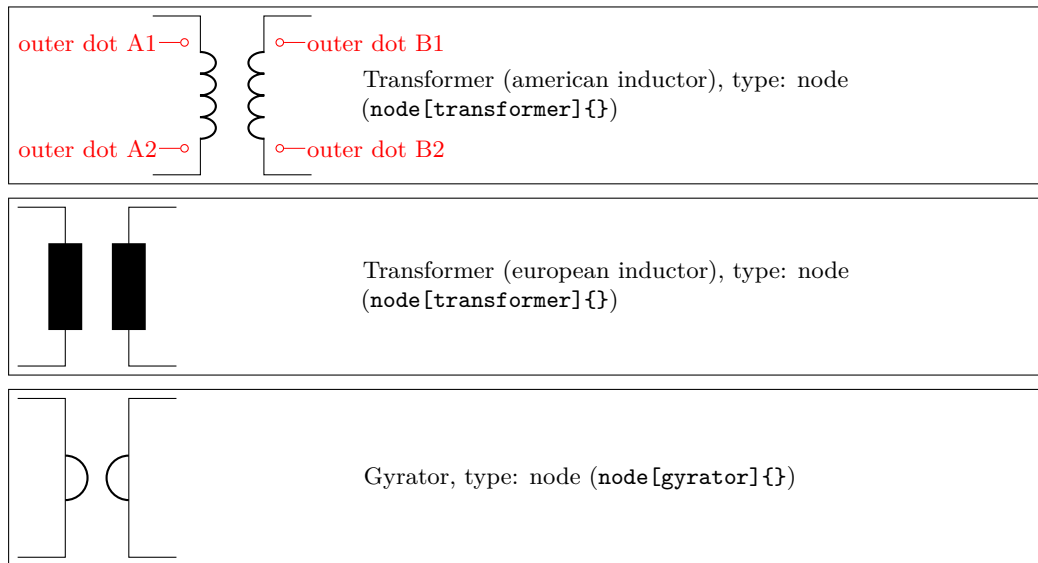 outer dot A1
outer dot B1
Transformer (american inductor), type: node
(node[transformer]{})
outer dot A2
outer dot B2
Transformer (european inductor), type: node
(node[transformer]{})
Gyrator, type: node (node[gyrator]{})